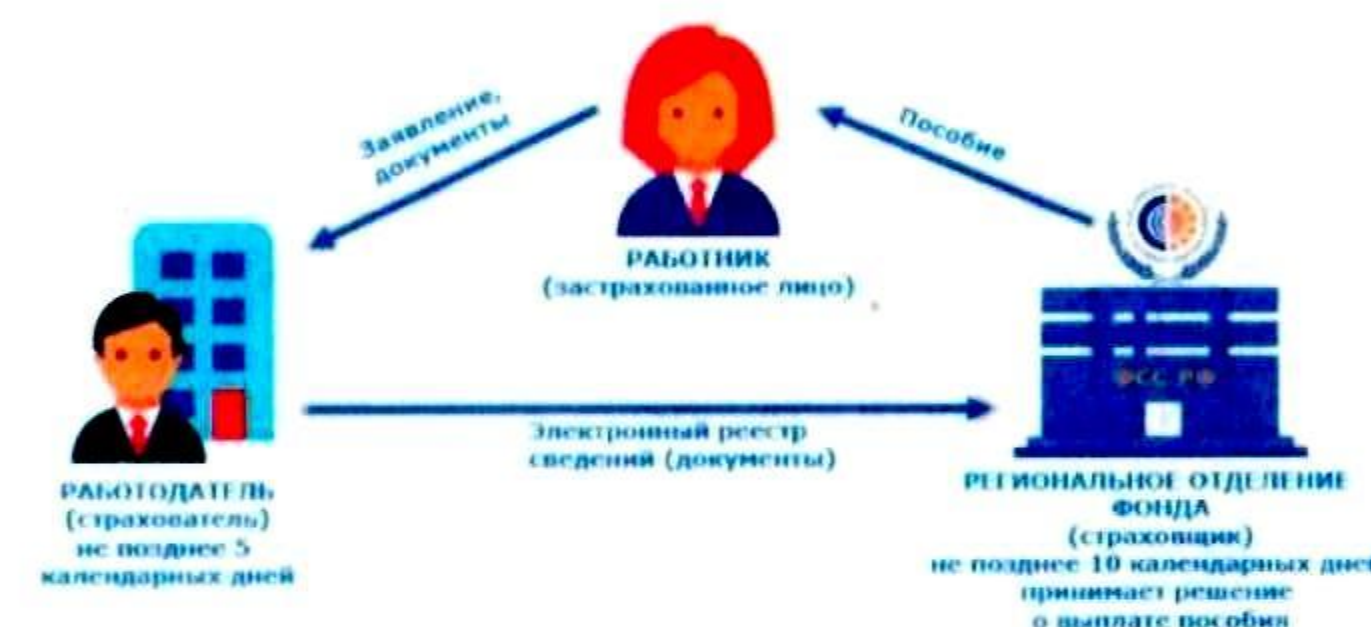 Заявление,
документы
Пособие
РАБОТНИК
(застрахованное лицо)
ФСС РФ
Электронный реестр
сведений (документы)
РАБОТОДАТЕЛЬ
(страхователь)
не позднее 5
календарных дней
РЕГИОНАЛЬНОЕ ОТДЕЛЕНИЕ
ФОНДА
(страховщик)
не позднее 10 календарных дней
принимает решение
о выплате пособия